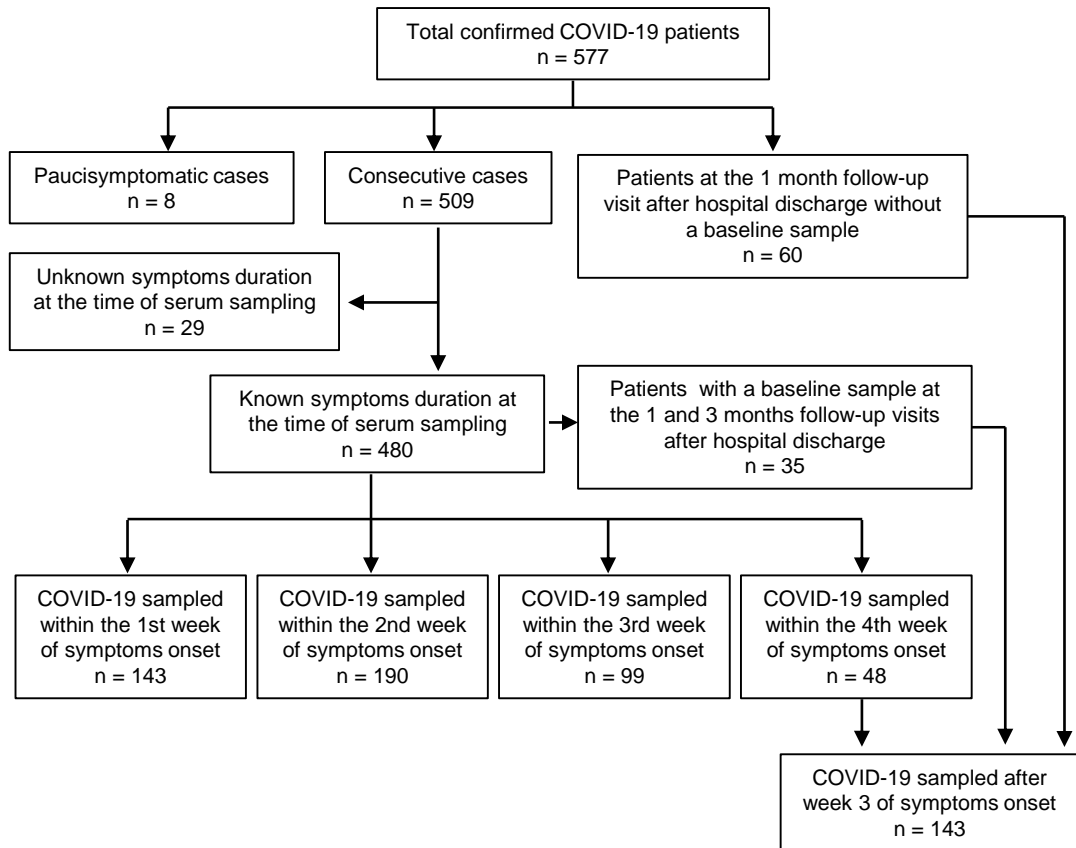 Total confirmed COVID-19 patients
n = 577
Paucisymptomatic cases
n = 8
Consecutive cases
n = 509
Patients at the 1 month follow-up
visit after hospital discharge without
a baseline sample
n = 60
Unknown symptoms duration
at the time of serum sampling
n = 29
Known symptoms duration at
the time of serum sampling
n = 480
Patients with a baseline sample at
the 1 and 3 months follow-up visits
after hospital discharge
n = 35
COVID-19 sampled
within the 1st week
of symptoms onset
n = 143
COVID-19 sampled
within the 2nd week
of symptoms onset
n = 190
COVID-19 sampled
within the 3rd week
of symptoms onset
n = 99
COVID-19 sampled
within the 4th week
of symptoms onset
n = 48
COVID-19 sampled after
week 3 of symptoms onset
n = 143